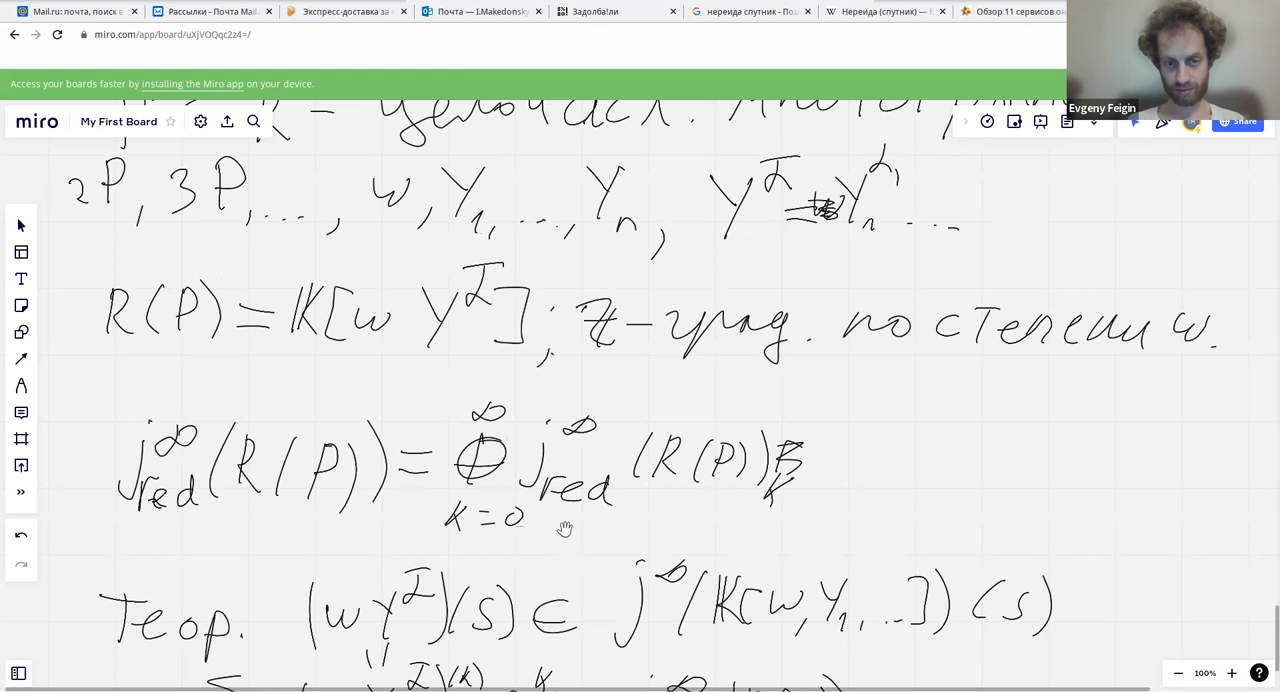 Mail.ru: почта, поиск в
Рассылки - Почта Mail.
Экспресс-доставка за
Почта — I.Makedonsk
Задолба!ли
нереида спутник - По
Нереида (спутник) —
Обзор 11 сервисов он
miro.com/app/board/uXjVOQqc2z4=/
Access your boards faster by installing the Miro app on your device.
Evgeny Feigin
miro My First Board
Share
2P, 3P, ..., w, Y₁, ..., Yₙ, Y
R(P) = K[w Y^α]; ℤ-град. по степени w.
j^∞_red (R(P)) = ⊕_{k=0}^∞ j^∞_red (R(P))_k
Теор. (w Y^α)(s) ∈ j^∞(K[w, Y₁, ...])(s)
100%